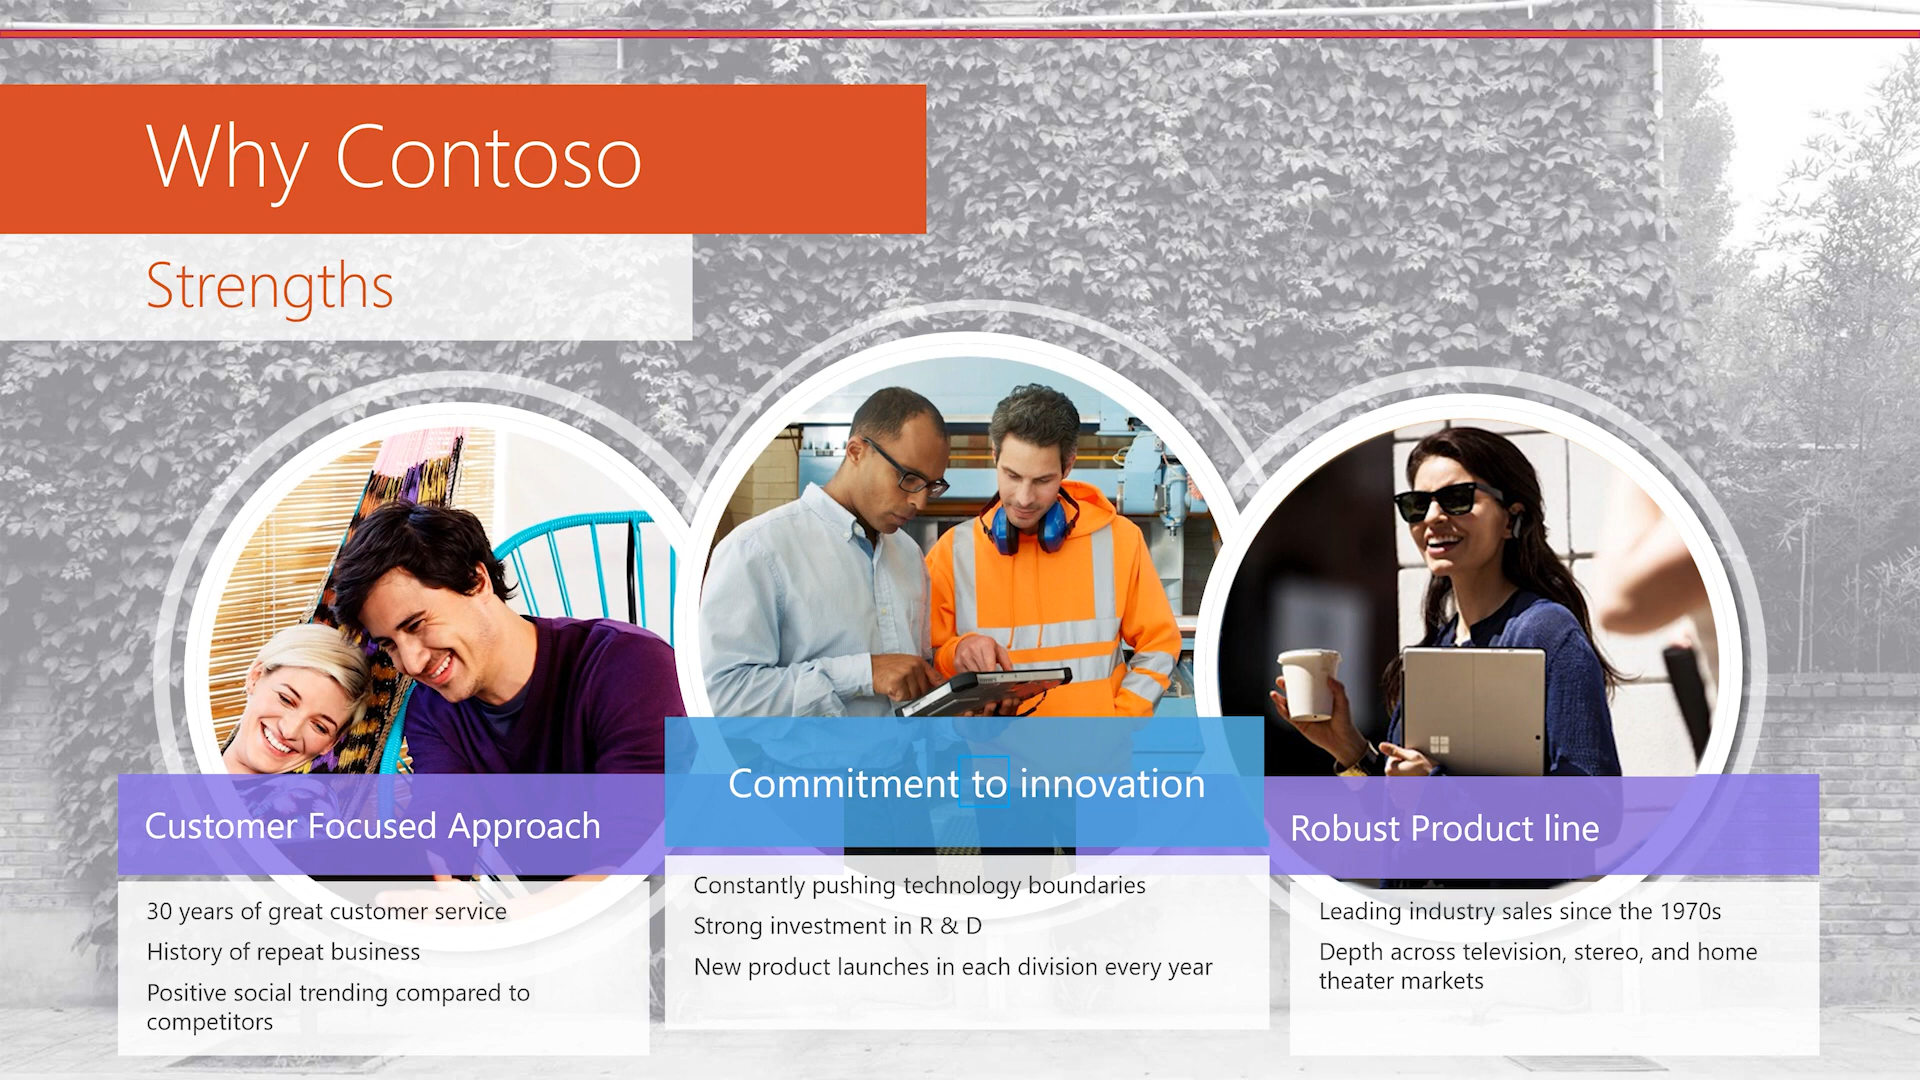 Why Contoso
Strengths
Customer Focused Approach
30 years of great customer service
History of repeat business
Positive social trending compared to
competitors
Commitment to innovation
Constantly pushing technology boundaries
Strong investment in R & D
New product launches in each division every year
Robust Product line
Leading industry sales since the 1970s
Depth across television, stereo, and home
theater markets